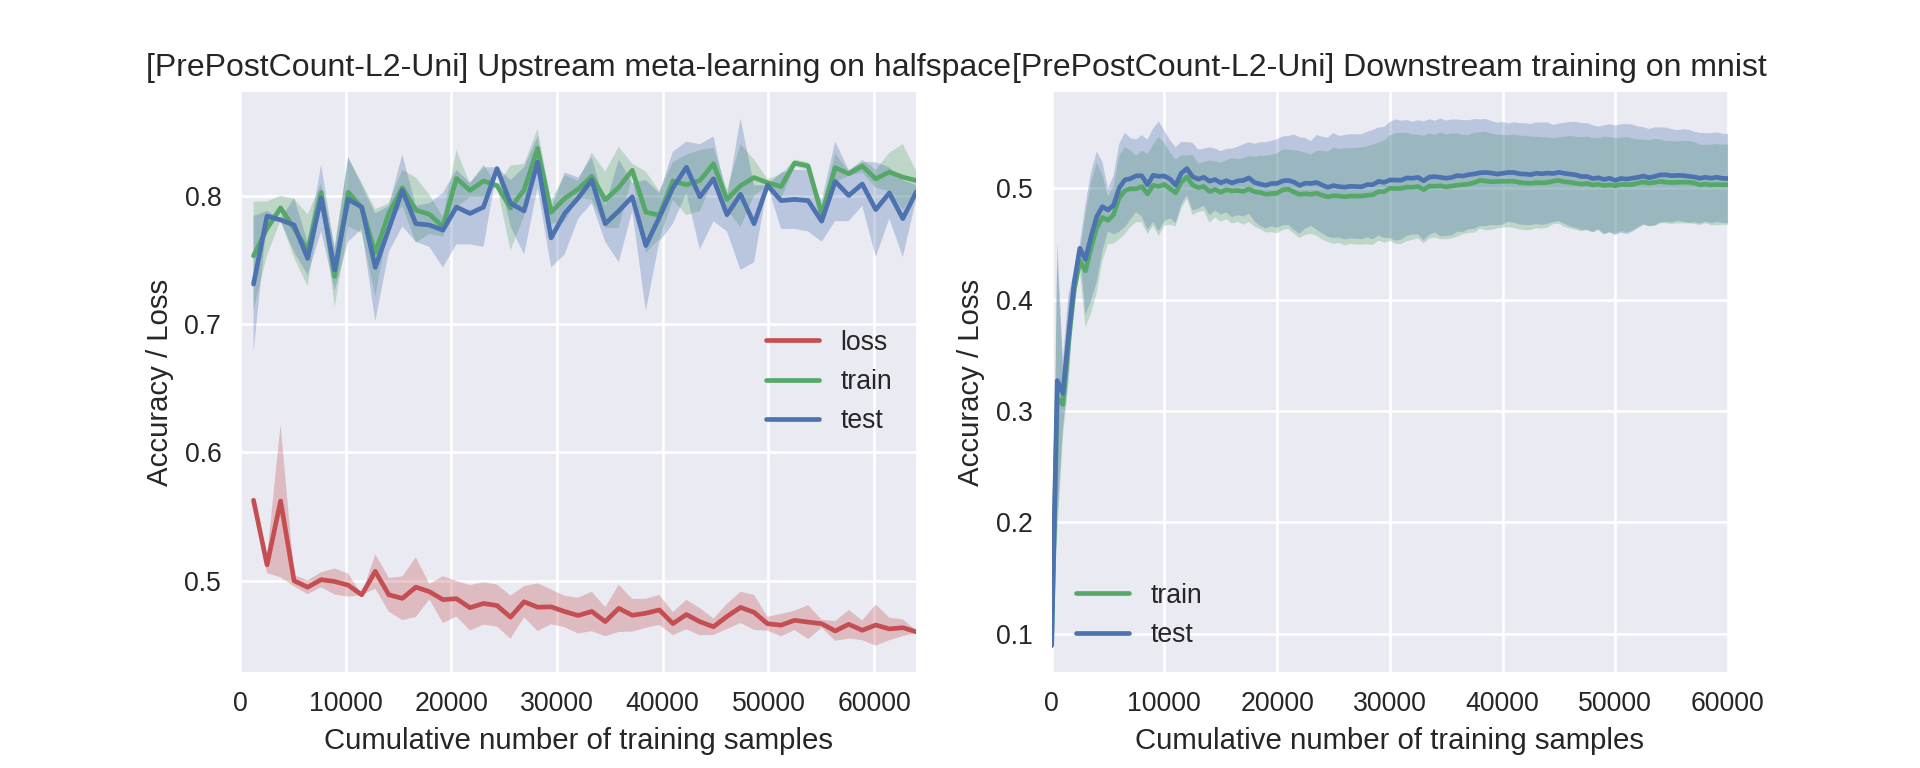 [PrePostCount-L2-Uni] Upstream meta-learning on halfspace
Accuracy / Loss
0.8
0.7
0.6
0.5
loss
train
test
0 10000 20000 30000 40000 50000 60000
Cumulative number of training samples
[PrePostCount-L2-Uni] Downstream training on mnist
Accuracy / Loss
0.5
0.4
0.3
0.2
0.1
train
test
0 10000 20000 30000 40000 50000 60000
Cumulative number of training samples